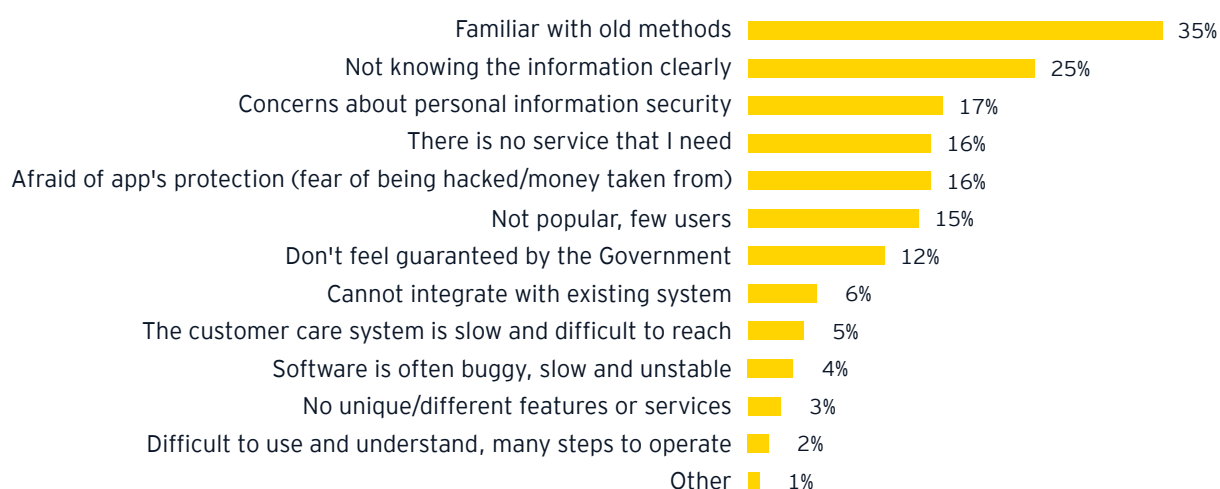 Familiar with old methods 35%
Not knowing the information clearly 25%
Concerns about personal information security 17%
There is no service that I need 16%
Afraid of app's protection (fear of being hacked/money taken from) 16%
Not popular, few users 15%
Don't feel guaranteed by the Government 12%
Cannot integrate with existing system 6%
The customer care system is slow and difficult to reach 5%
Software is often buggy, slow and unstable 4%
No unique/different features or services 3%
Difficult to use and understand, many steps to operate 2%
Other 1%